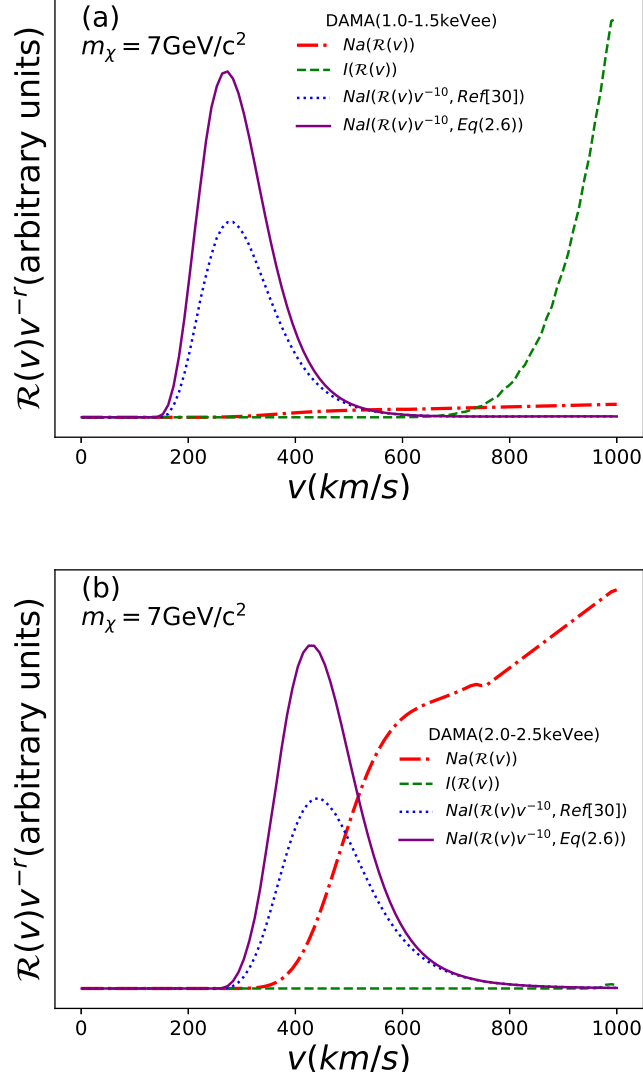 (a)
m_χ = 7GeV/c²
DAMA(1.0-1.5keVee)
Na(ℛ(v))
I(ℛ(v))
NaI(ℛ(v)v⁻¹⁰, Ref[30])
NaI(ℛ(v)v⁻¹⁰, Eq(2.6))
ℛ(v)v⁻ʳ(arbitrary units)
0 200 400 600 800 1000
v(km/s)
(b)
m_χ = 7GeV/c²
DAMA(2.0-2.5keVee)
Na(ℛ(v))
I(ℛ(v))
NaI(ℛ(v)v⁻¹⁰, Ref[30])
NaI(ℛ(v)v⁻¹⁰, Eq(2.6))
ℛ(v)v⁻ʳ(arbitrary units)
0 200 400 600 800 1000
v(km/s)